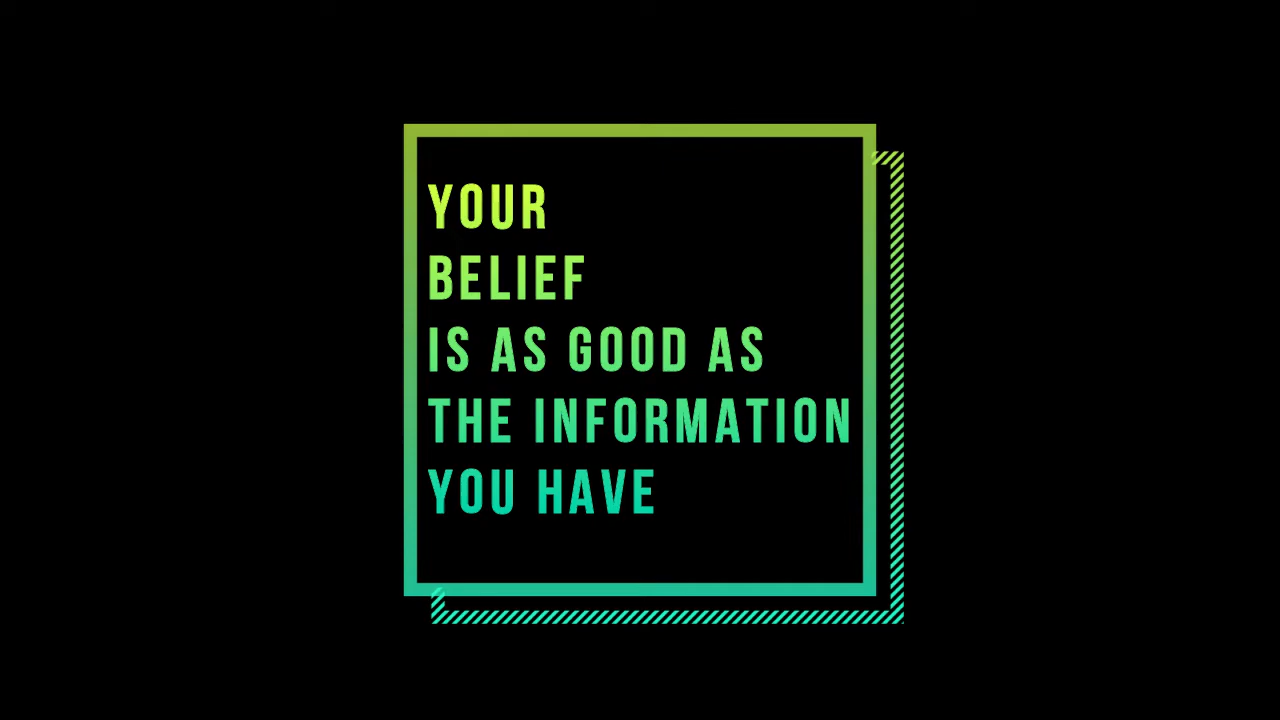 YOUR
BELIEF
IS AS GOOD AS
THE INFORMATION
YOU HAVE